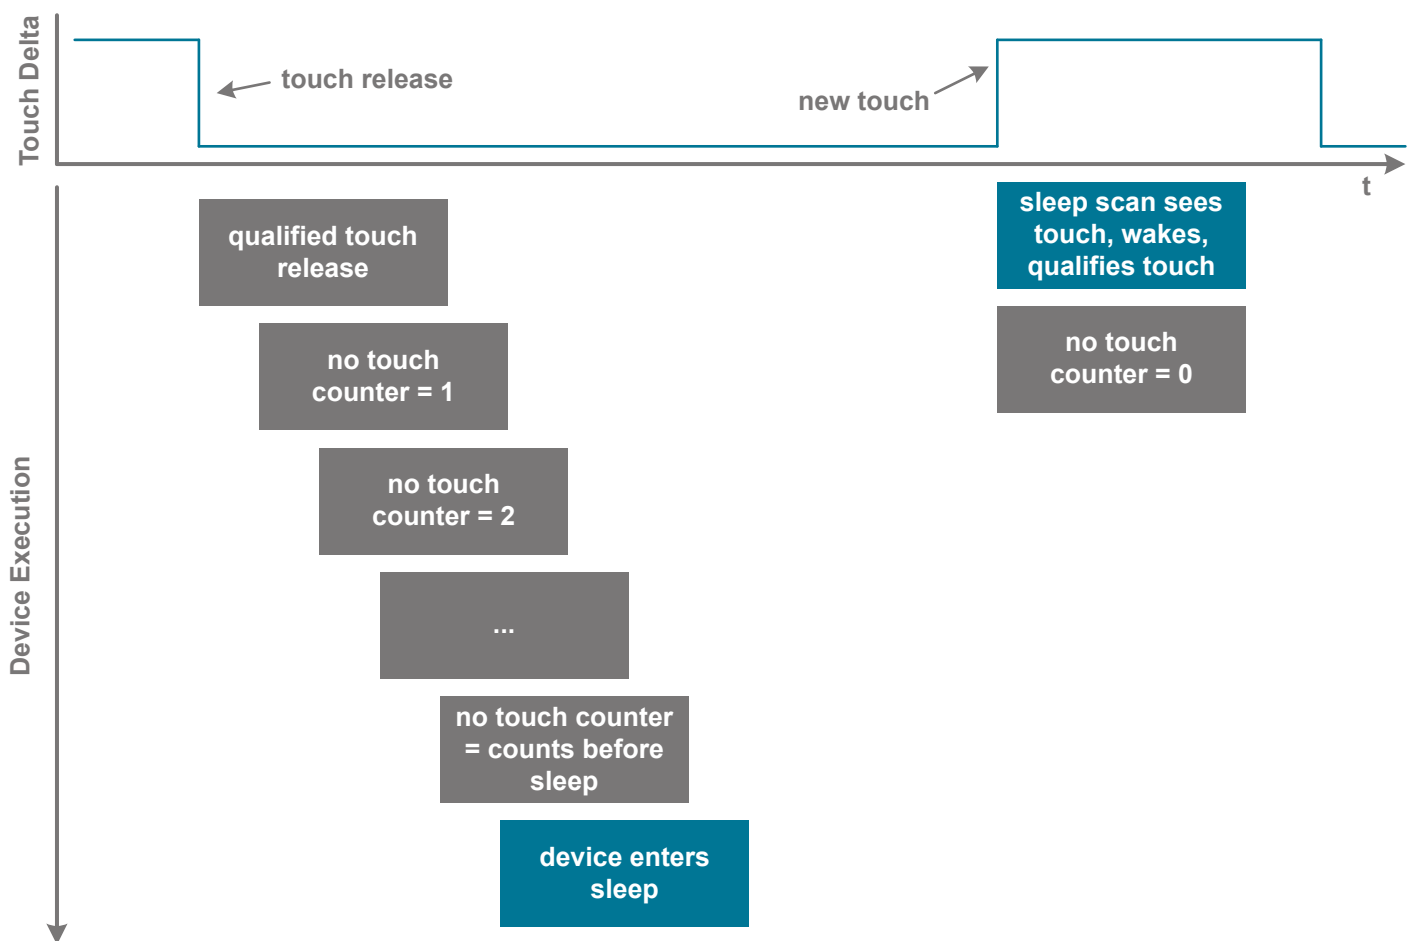 Touch Delta
touch release
new touch
t
Device Execution
qualified touch
release
no touch
counter = 1
no touch
counter = 2
...
no touch counter
= counts before
sleep
device enters
sleep
sleep scan sees
touch, wakes,
qualifies touch
no touch
counter = 0